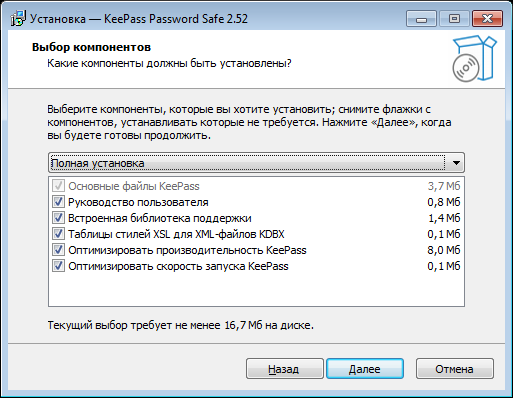 Установка — KeePass Password Safe 2.52
Выбор компонентов
Какие компоненты должны быть установлены?
Выберите компоненты, которые вы хотите установить; снимите флажки с
компонентов, устанавливать которые не требуется. Нажмите «Далее», когда
вы будете готовы продолжить.
Полная установка
Основные файлы KeePass 3,7 Мб
Руководство пользователя 0,8 Мб
Встроенная библиотека поддержки 1,4 Мб
Таблицы стилей XSL для XML-файлов KDBX 0,1 Мб
Оптимизировать производительность KeePass 8,0 Мб
Оптимизировать скорость запуска KeePass 0,1 Мб
Текущий выбор требует не менее 16,7 Мб на диске.
Назад Далее Отмена